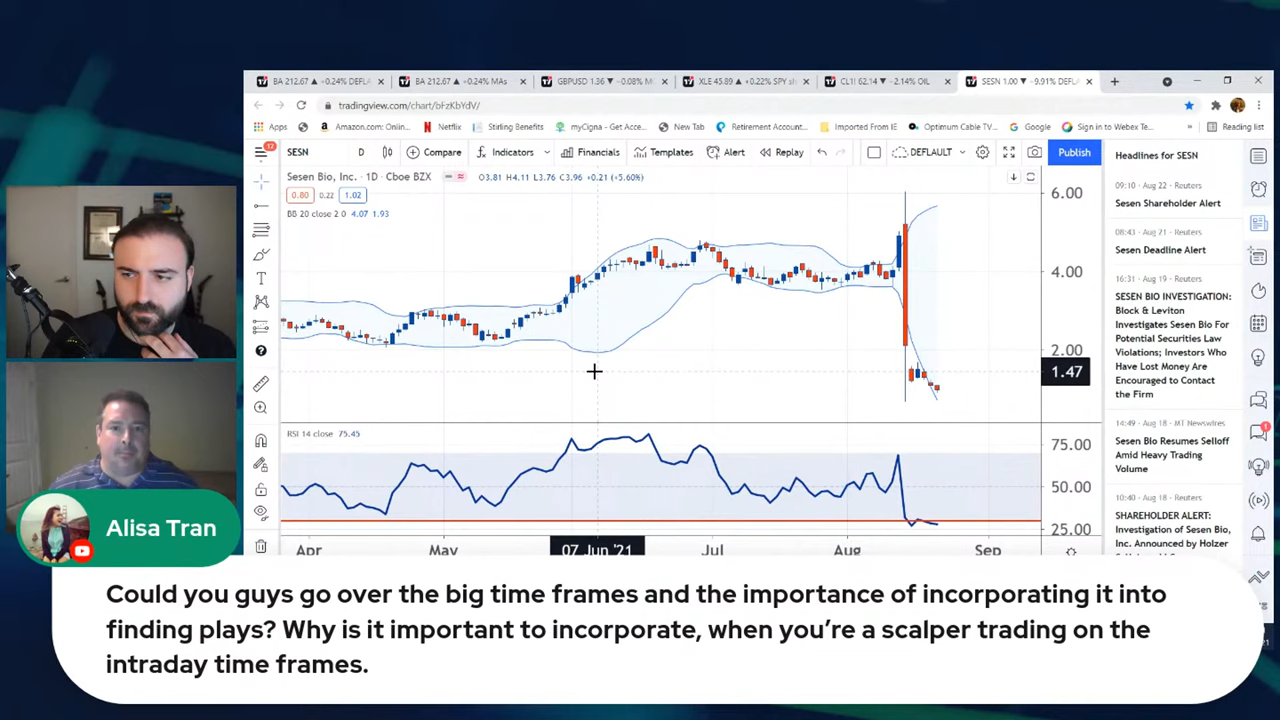 BA 212.67 ▲ +0.24% DEFLA
BA 212.67 ▲ +0.24% MAs
GBPUSD 1.36 ▼ −0.08% M
XLE 45.89 ▲ +0.22% SPY s
CL1! 62.14 ▼ −2.14% OIL
SESN 1.00 ▼ −9.91% DEFL
tradingview.com/chart/bFzKbYdV/
Apps
Amazon.com: Onlin...
Netflix
Stirling Benefits
myCigna - Get Acce...
New Tab
Retirement Account...
Imported From IE
Optimum Cable TV...
Google
Sign in to Webex Te...
Reading list
12
SESN
D
Compare
Indicators
Financials
Templates
Alert
Replay
DEFLAULT
Publish
Sesen Bio, Inc. · 1D · Cboe BZX
O3.81 H4.11 L3.76 C3.96 +0.21 (+5.60%)
0.80 0.22 1.02
BB 20 close 2 0 4.07 1.93
6.00
4.00
2.00
1.47
RSI 14 close 75.45
75.00
50.00
25.00
Apr
May
07 Jun '21
Jul
Aug
Sep
Headlines for SESN
09:10 · Aug 22 · Reuters
Sesen Shareholder Alert
08:43 · Aug 21 · Reuters
Sesen Deadline Alert
16:31 · Aug 19 · Reuters
SESEN BIO INVESTIGATION:
Block & Leviton
Investigates Sesen Bio For
Potential Securities Law
Violations; Investors Who
Have Lost Money Are
Encouraged to Contact
the Firm
14:49 · Aug 18 · MT Newswires
Sesen Bio Resumes Selloff
Amid Heavy Trading
Volume
10:40 · Aug 18 · Reuters
SHAREHOLDER ALERT:
Investigation of Sesen Bio,
Inc. Announced by Holzer
Alisa Tran
Could you guys go over the big time frames and the importance of incorporating it into
finding plays? Why is it important to incorporate, when you're a scalper trading on the
intraday time frames.